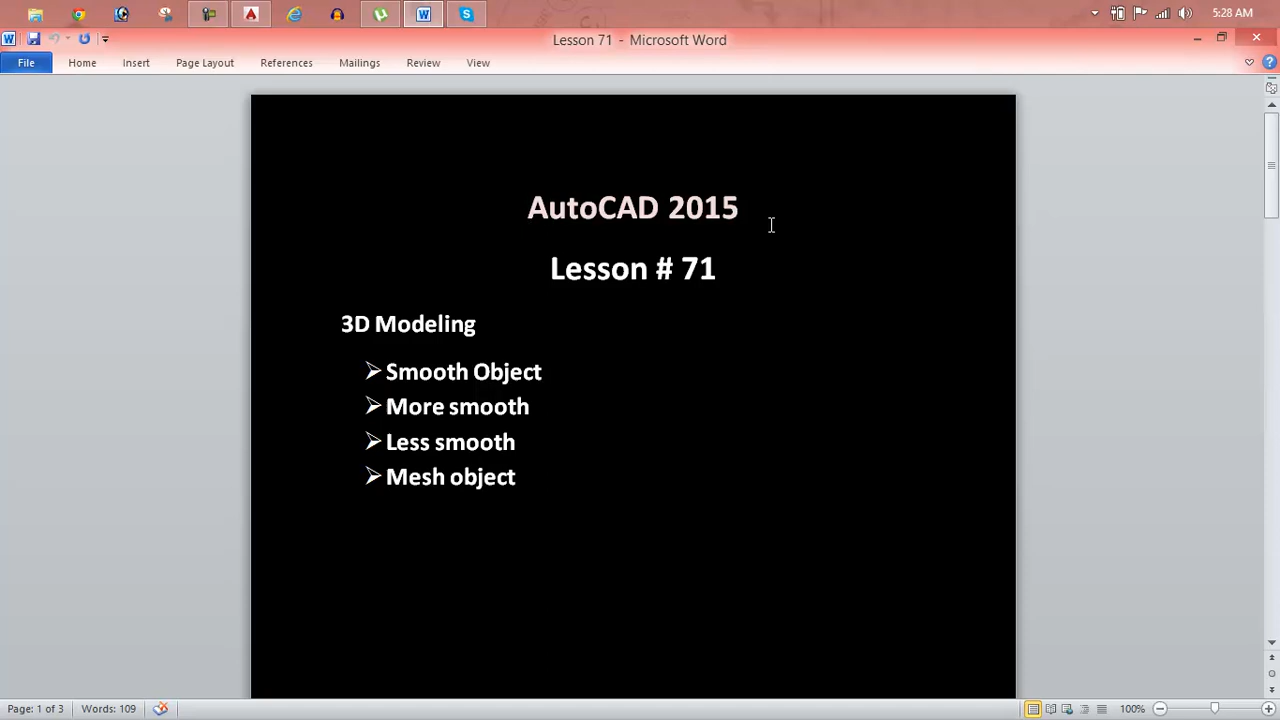 5:28 AM
Lesson 71 - Microsoft Word
File Home Insert Page Layout References Mailings Review View
AutoCAD 2015
Lesson # 71
3D Modeling
Smooth Object
More smooth
Less smooth
Mesh object
Page: 1 of 3 Words: 109 100%